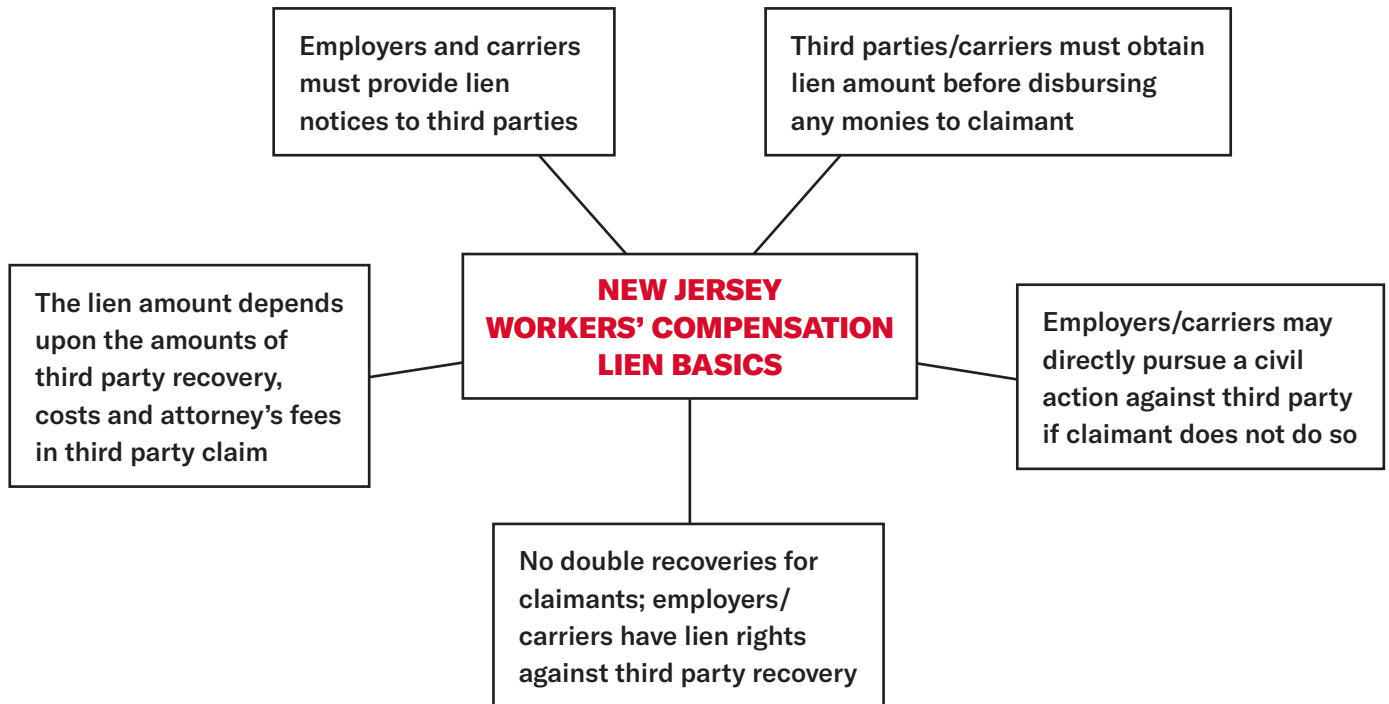 Employers and carriers
must provide lien
notices to third parties
Third parties/carriers must obtain
lien amount before disbursing
any monies to claimant
NEW JERSEY
WORKERS’ COMPENSATION
LIEN BASICS
The lien amount depends
upon the amounts of
third party recovery,
costs and attorney’s fees
in third party claim
Employers/carriers may
directly pursue a civil
action against third party
if claimant does not do so
No double recoveries for
claimants; employers/
carriers have lien rights
against third party recovery